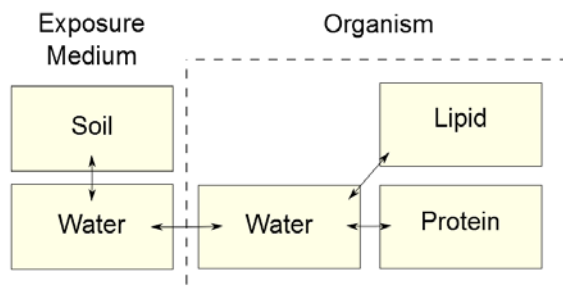 Exposure
Medium
Organism
Soil
Lipid
Water
Water
Protein